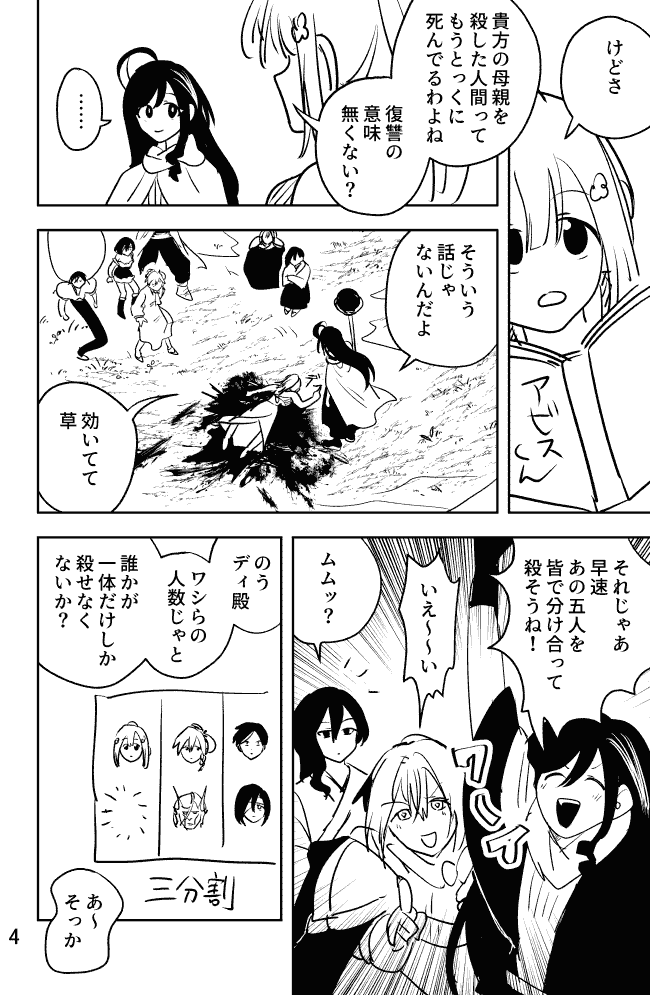 けどさ
貴方の母親を
殺した人間って
もうとっくに
死んでるわよね
復讐の
意味
無くない？
……
アビスくん
そういう
話じゃ
ないんだよ
効いてて
草
それじゃあ
早速
あの五人を
皆で分け合って
殺そうね！
いえ〜〜い
ワイワイ
ムムッ？
のう
ディ殿
ワシらの
人数じゃと
誰かが
一体だけしか
殺せなく
ないか？
三分割
あ〜
そっか
4